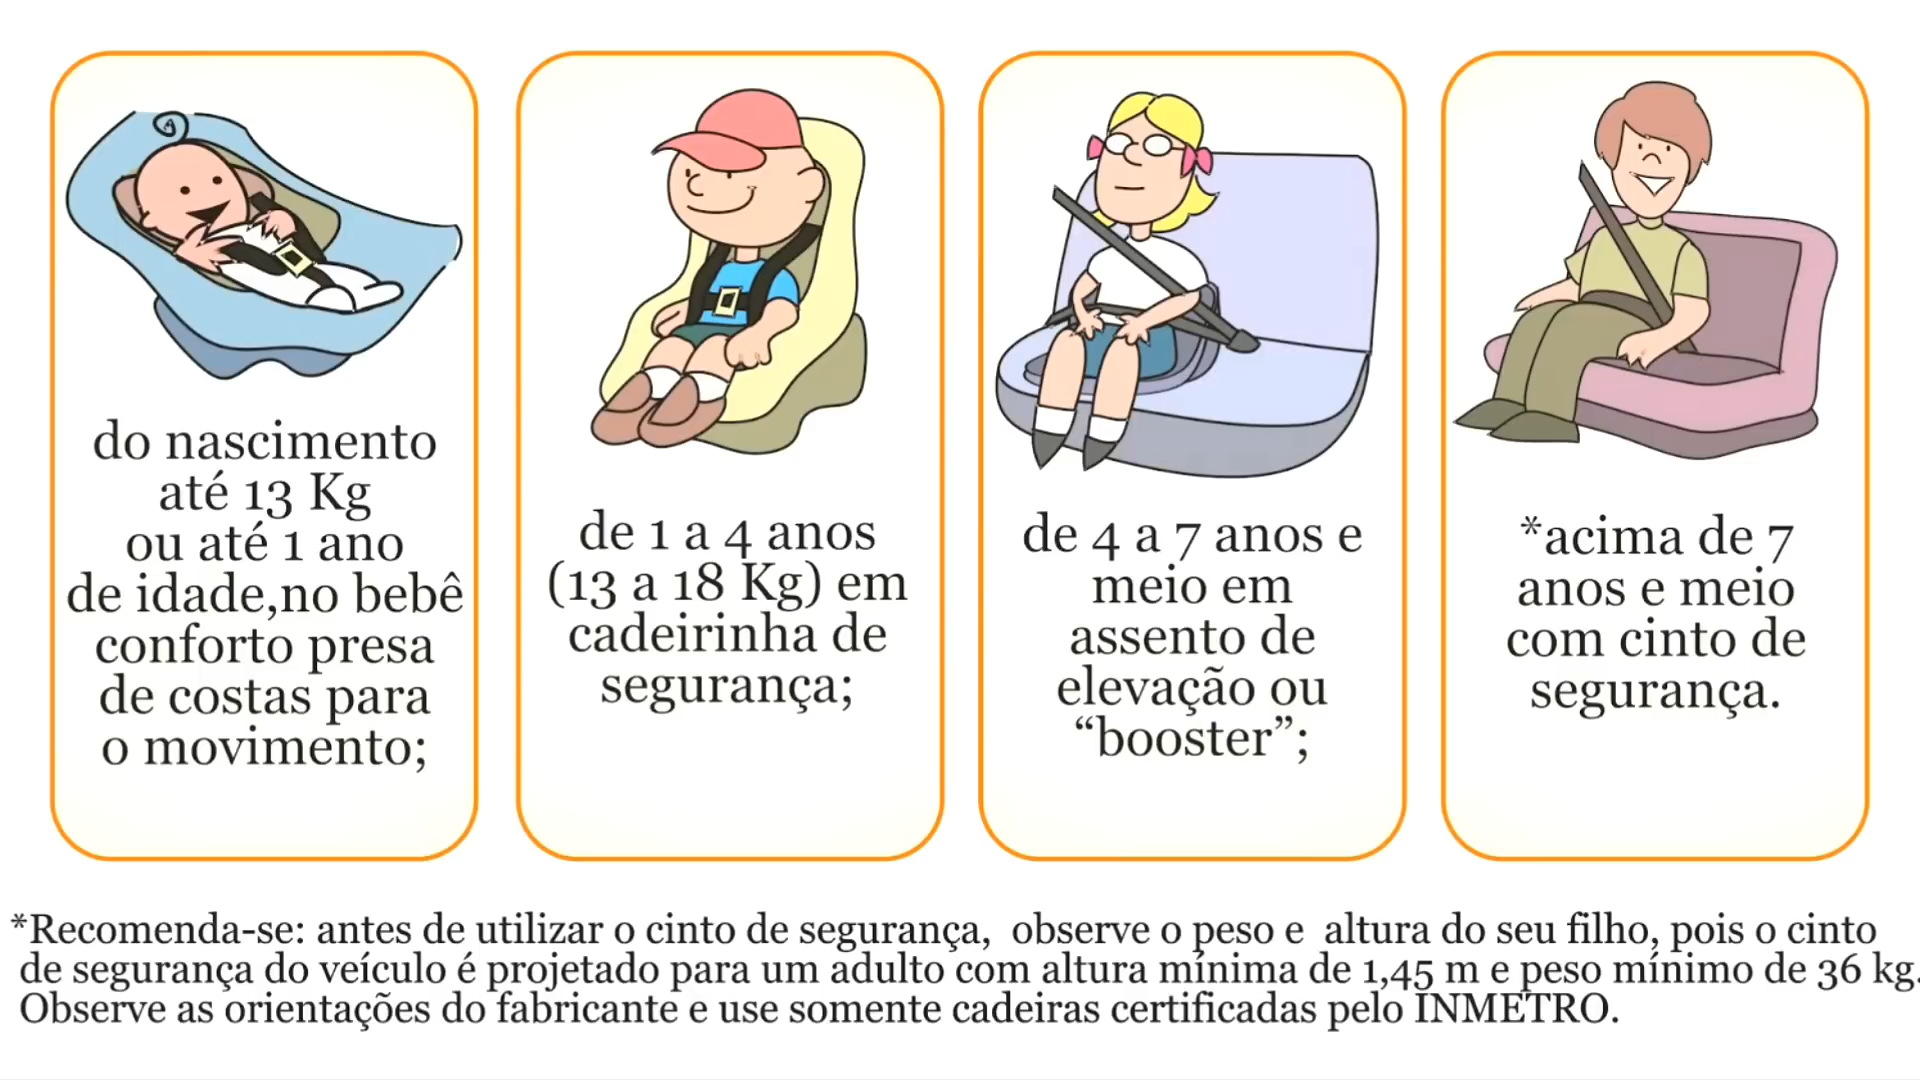 do nascimento
até 13 Kg
ou até 1 ano
de idade,no bebê
conforto presa
de costas para
o movimento;
de 1 a 4 anos
(13 a 18 Kg) em
cadeirinha de
segurança;
de 4 a 7 anos e
meio em
assento de
elevação ou
“booster”;
*acima de 7
anos e meio
com cinto de
segurança.
*Recomenda-se: antes de utilizar o cinto de segurança, observe o peso e altura do seu filho, pois o cinto
de segurança do veículo é projetado para um adulto com altura mínima de 1,45 m e peso mínimo de 36 kg.
Observe as orientações do fabricante e use somente cadeiras certificadas pelo INMETRO.